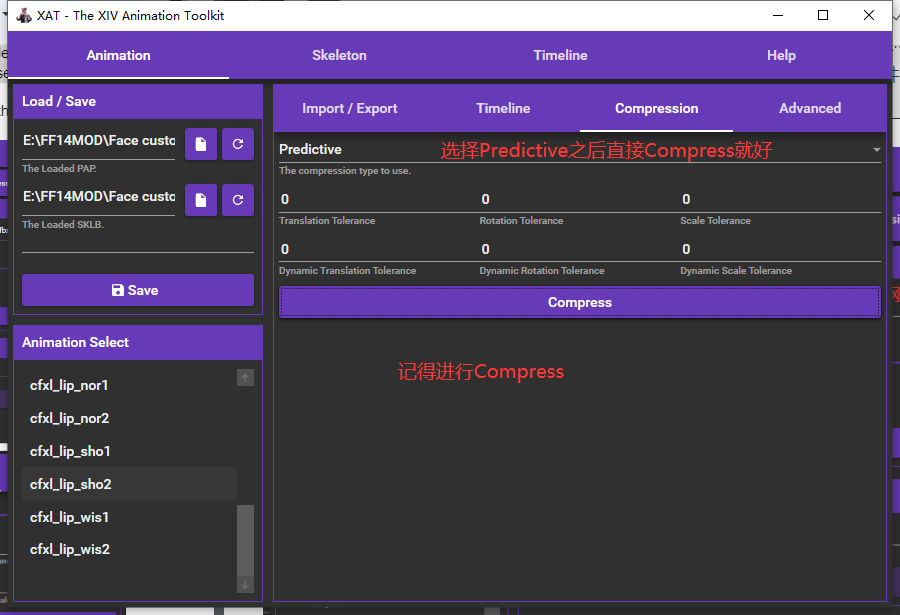 XAT - The XIV Animation Toolkit
Animation
Skeleton
Timeline
Help
Load / Save
E:\FF14MOD\Face custo
The Loaded PAP.
E:\FF14MOD\Face custo
The Loaded SKLB.
Save
Animation Select
cfxl_lip_nor1
cfxl_lip_nor2
cfxl_lip_sho1
cfxl_lip_sho2
cfxl_lip_wis1
cfxl_lip_wis2
Import / Export
Timeline
Compression
Advanced
Predictive
选择Predictive之后直接Compress就好
The compression type to use.
0
0
0
Translation Tolerance
Rotation Tolerance
Scale Tolerance
0
0
0
Dynamic Translation Tolerance
Dynamic Rotation Tolerance
Dynamic Scale Tolerance
Compress
记得进行Compress